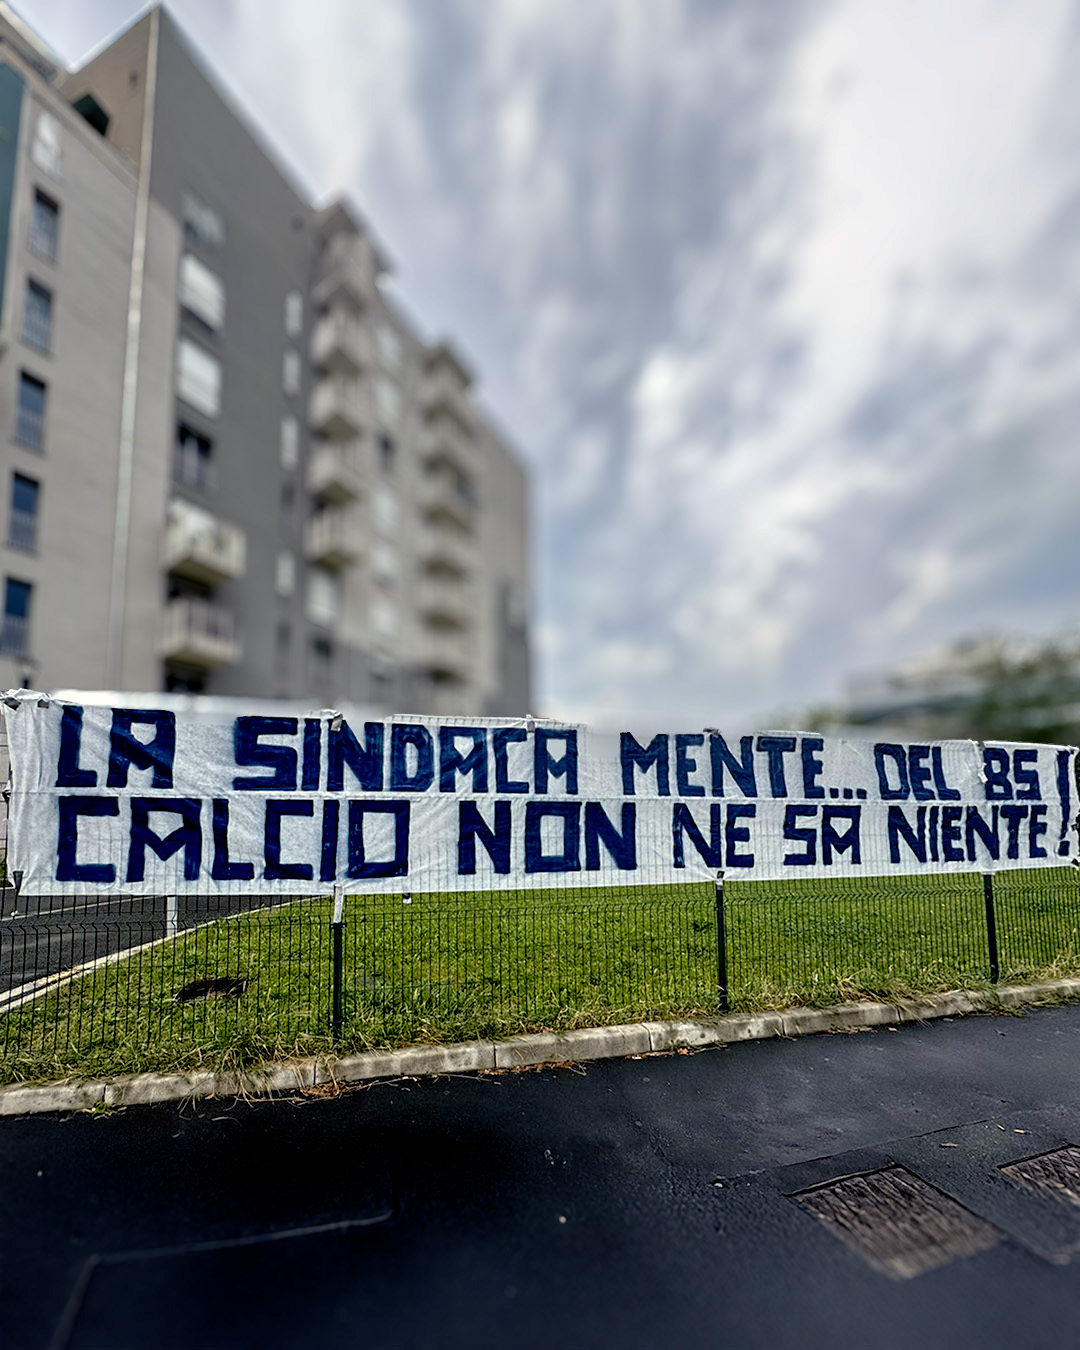 LA SINDACA MENTE... DEL 85!
CALCIO NON NE SA NIENTE!